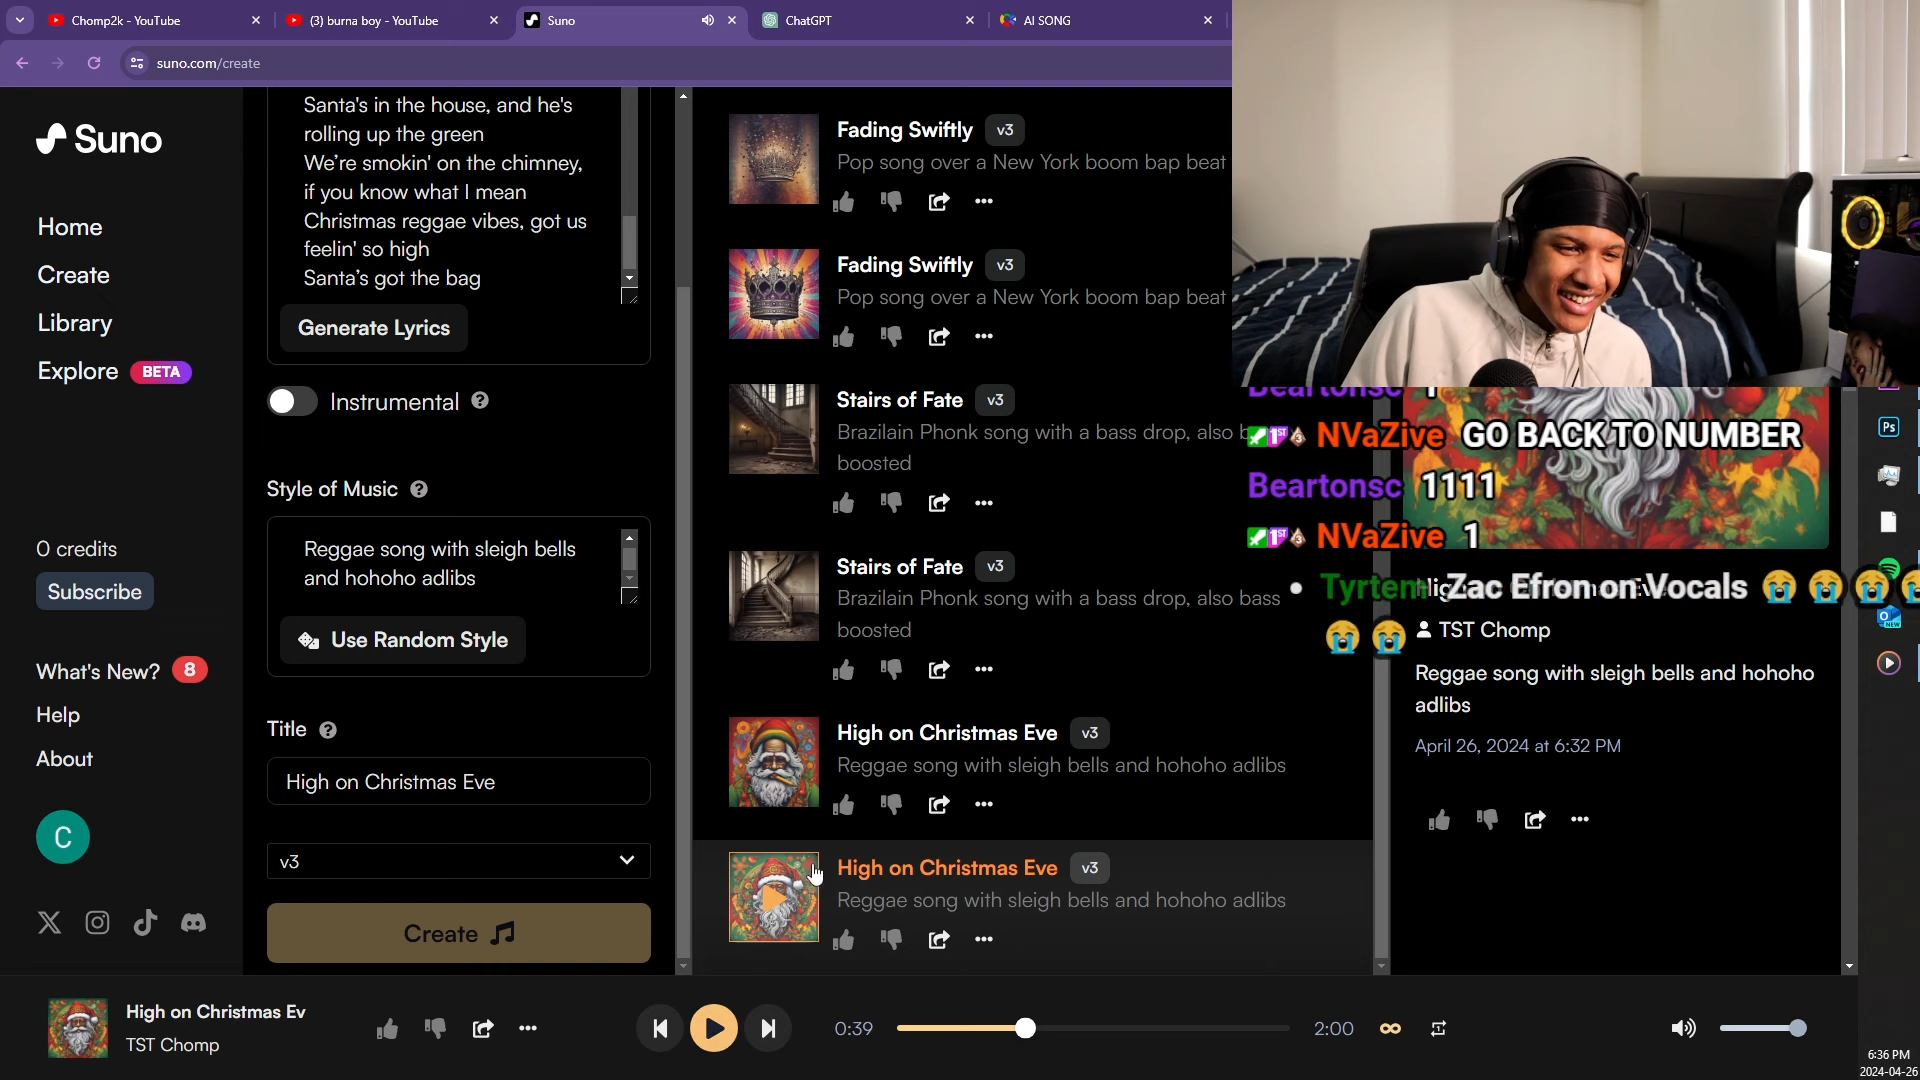 Chomp2k - YouTube
(3) burna boy - YouTube
Suno
ChatGPT
AI SONG
suno.com/create
Suno
Home
Create
Library
Explore BETA
0 credits
Subscribe
What's New? 8
Help
About
C
Santa's in the house, and he's
rolling up the green
We're smokin' on the chimney,
if you know what I mean
Christmas reggae vibes, got us
feelin' so high
Santa's got the bag
Generate Lyrics
Instrumental ?
Style of Music ?
Reggae song with sleigh bells
and hohoho adlibs
Use Random Style
Title ?
High on Christmas Eve
v3
Create
Fading Swiftly v3
Pop song over a New York boom bap beat
Fading Swiftly v3
Pop song over a New York boom bap beat
Stairs of Fate v3
Brazilain Phonk song with a bass drop, also b
boosted
Stairs of Fate v3
Brazilain Phonk song with a bass drop, also bass
boosted
High on Christmas Eve v3
Reggae song with sleigh bells and hohoho adlibs
High on Christmas Eve v3
Reggae song with sleigh bells and hohoho adlibs
Beartonsc 1
1ST 3 NVaZive GO BACK TO NUMBER
Beartonsc 1111
1ST 3 NVaZive 1
Tyrtem Zac Efron on Vocals 😭 😭 😭 😭
😭 😭
TST Chomp
Reggae song with sleigh bells and hohoho
adlibs
April 26, 2024 at 6:32 PM
Ps
NEW
High on Christmas Ev
TST Chomp
0:39
2:00
6:36 PM
2024-04-26